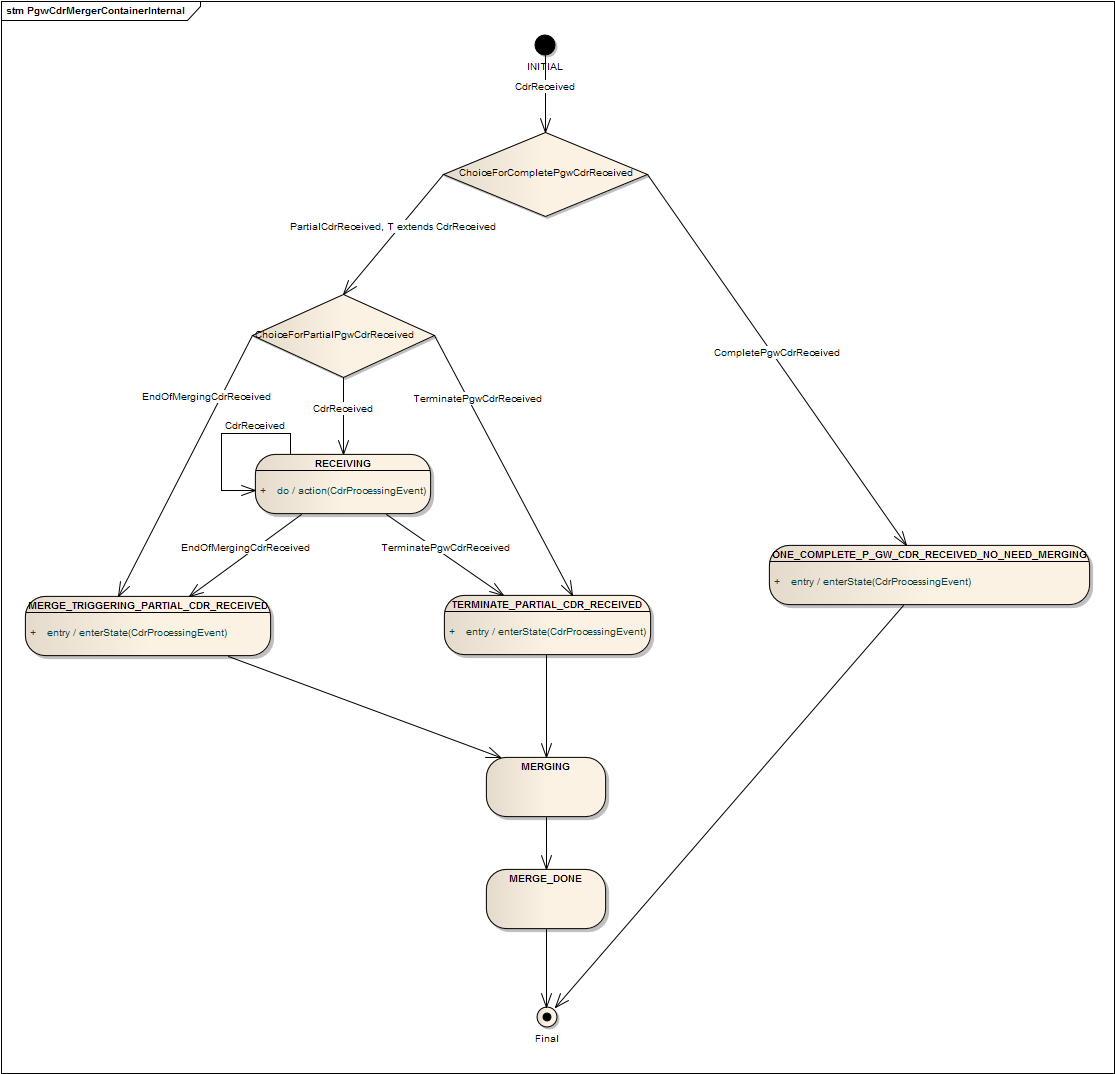 stm PgwCdrMergerContainerInternal
INITIAL
CdrReceived
ChoiceForCompletePgwCdrReceived
PartialCdrReceived, T extends CdrReceived
ChoiceForPartialPgwCdrReceived
CompletePgwCdrReceived
EndOfMergingCdrReceived
TerminatePgwCdrReceived
CdrReceived
CdrReceived
RECEIVING
+ do / action(CdrProcessingEvent)
EndOfMergingCdrReceived
TerminatePgwCdrReceived
ONE_COMPLETE_P_GW_CDR_RECEIVED_NO_NEED_MERGING
+ entry / enterState(CdrProcessingEvent)
MERGE_TRIGGERING_PARTIAL_CDR_RECEIVED
+ entry / enterState(CdrProcessingEvent)
TERMINATE_PARTIAL_CDR_RECEIVED
+ entry / enterState(CdrProcessingEvent)
MERGING
MERGE_DONE
Final